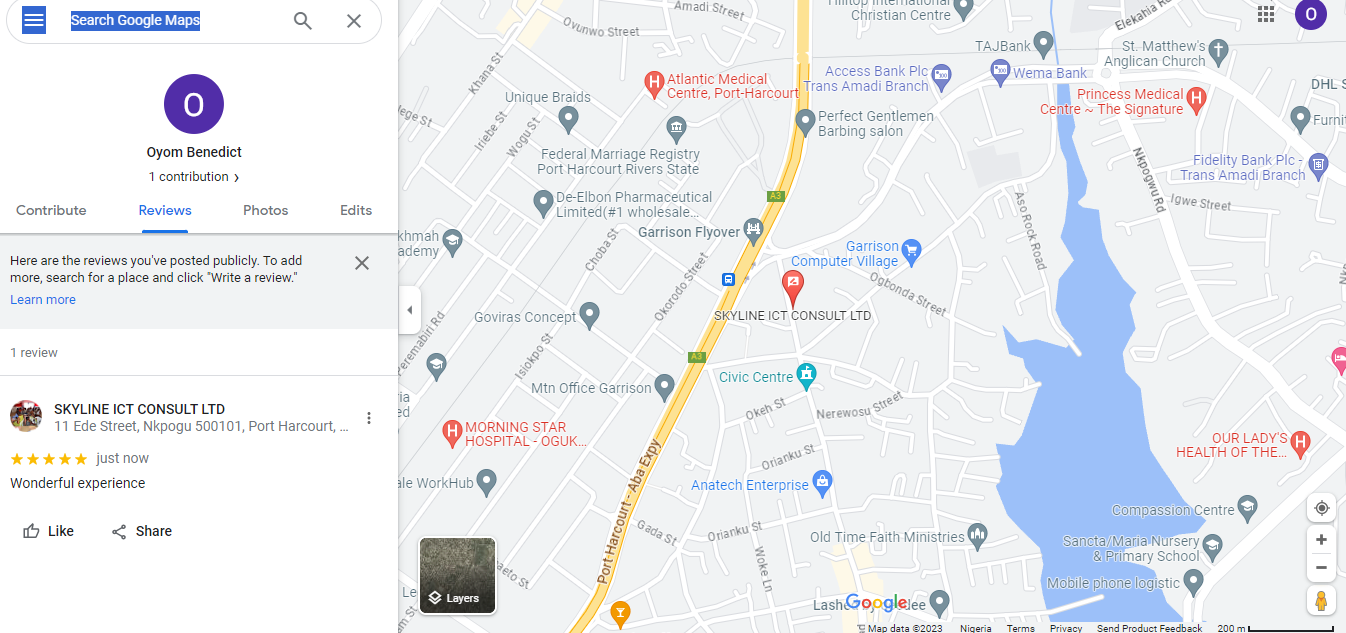 Search Google Maps
O
Oyom Benedict
1 contribution
Contribute
Reviews
Photos
Edits
Here are the reviews you've posted publicly. To add
more, search for a place and click "Write a review."
Learn more
1 review
SKYLINE ICT CONSULT LTD
11 Ede Street, Nkpogu 500101, Port Harcourt, ...
just now
Wonderful experience
Like
Share
Amadi Street
Ovunwo Street
Christian Centre
Elekahia
O
TAJBank
St. Matthew's
Anglican Church
Khana St
Atlantic Medical
Centre, Port-Harcourt
Access Bank Plc
Trans Amadi Branch
Wema Bank
DHL S
Princess Medical
Centre ~ The Signature
Unique Braids
Iriebe St
Wogu St
Perfect Gentlemen
Barbing salon
Furnit
Federal Marriage Registry
Port Harcourt Rivers State
Nkpogwu Rd
Fidelity Bank Plc -
Trans Amadi Branch
De-Elbon Pharmaceutical
Limited(#1 wholesale...
A3
Aso Rock Road
Igwe Street
Garrison Flyover
khmah
ademy
Choba St
Garrison
Computer Village
Okorodo Street
Ogbonda Street
Goviras Concept
SKYLINE ICT CONSULT LTD
Peremabiri Rd
Isiokpo St
A3
Mtn Office Garrison
Civic Centre
Okeh St
Nerewosu Street
MORNING STAR
HOSPITAL - OGUK...
OUR LADY'S
HEALTH OF THE...
Port Harcourt - Aba Expy
Orianku St
ale WorkHub
Anatech Enterprise
Compassion Centre
Gada St
Orianku St
Old Time Faith Ministries
Woke Ln
Sancta/Maria Nursery
& Primary School
Mobile phone logistic
Layers
Google
Map data ©2023
Nigeria
Terms
Privacy
Send Product Feedback
200 m